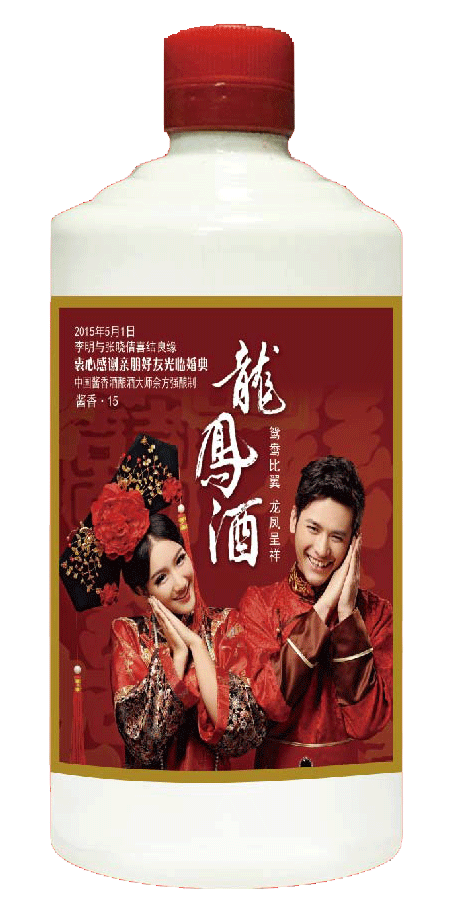 2015年5月1日
李明与张晓倩喜结良缘
衷心感谢亲朋好友光临婚典
中国酱香酒酿酒大师余方强酿制
酱香·15
龍鳳酒
鸳鸯比翼 龙凤呈祥